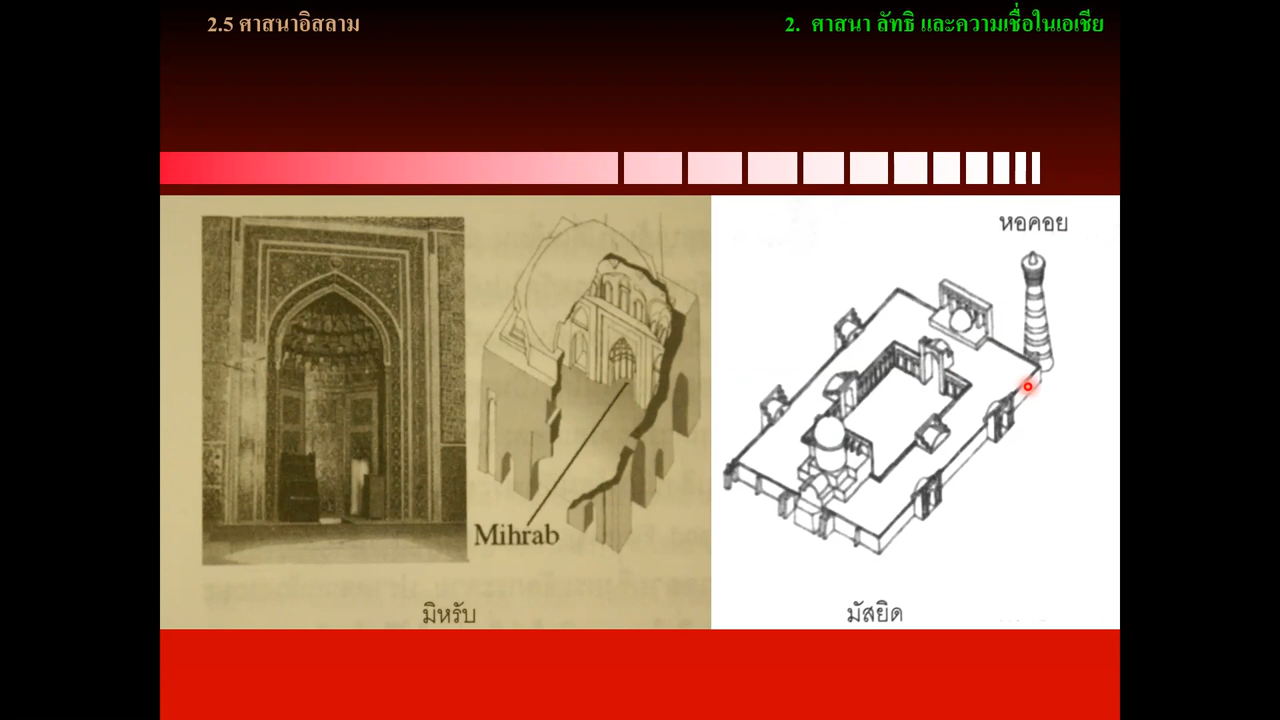 2.5 ศาสนาอิสลาม
2. ศาสนา ลัทธิ และความเชื่อในเอเชีย
หอคอย
Mihrab
มิหรับ
มัสยิด